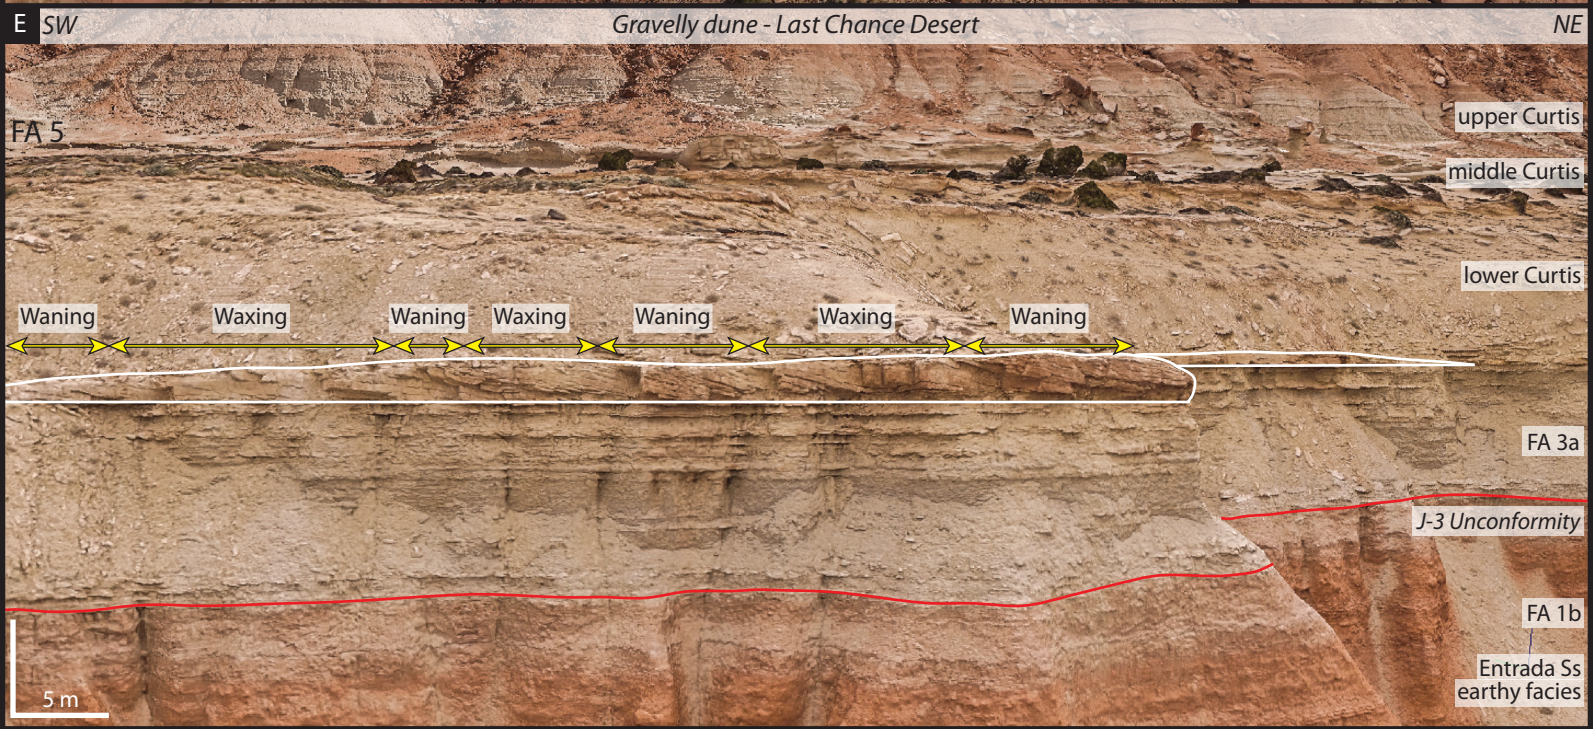 E SW Gravelly dune - Last Chance Desert NE
upper Curtis
FA 5
middle Curtis
lower Curtis
Waning Waxing Waning Waxing Waning Waxing Waning
FA 3a
J-3 Unconformity
FA 1b
Entrada Ss
earthy facies
5 m